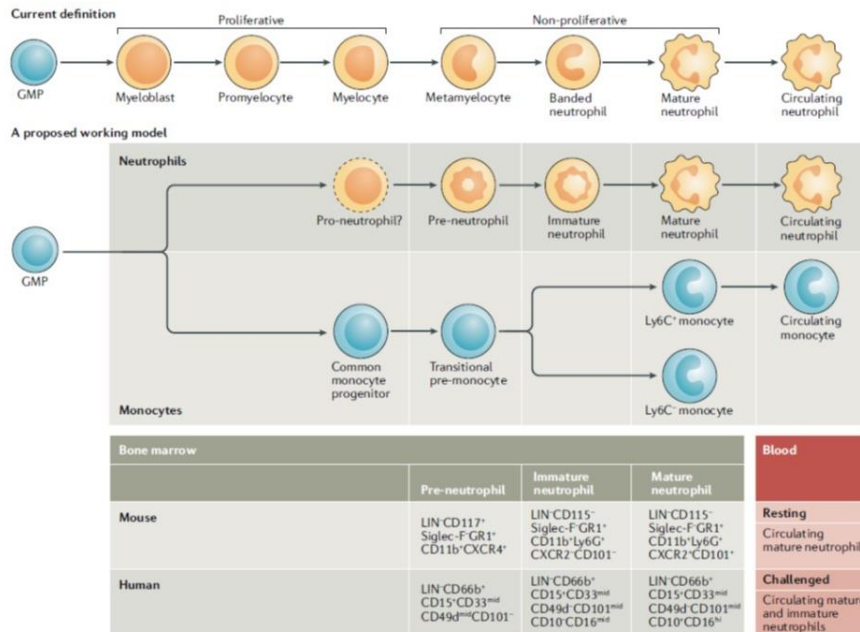 Current definition
Proliferative
Non-proliferative
GMP
Myeloblast
Promyelocyte
Myelocyte
Metamyelocyte
Banded
neutrophil
Mature
neutrophil
Circulating
neutrophil
A proposed working model
Neutrophils
Pro-neutrophil?
Pre-neutrophil
Immature
neutrophil
Mature
neutrophil
Circulating
neutrophil
GMP
Ly6C⁺ monocyte
Circulating
monocyte
Common
monocyte
progenitor
Transitional
pre-monocyte
Ly6C⁻ monocyte
Monocytes
Bone marrow
Blood
Pre-neutrophil
Immature
neutrophil
Mature
neutrophil
Mouse
LIN⁻CD117⁺
Siglec-F⁻GR1⁺
CD11b⁺CXCR4⁺
LIN⁻CD115⁻
Siglec-F⁻GR1⁺
CD11b⁺Ly6G⁺
CXCR2⁻CD101⁻
LIN⁻CD115⁻
Siglec-F⁻GR1⁺
CD11b⁺Ly6G⁺
CXCR2⁺CD101⁺
Resting
Circulating
mature neutrophil
Human
LIN⁻CD66b⁺
CD15⁺CD33ᵐⁱᵈ
CD49dᵐⁱᵈCD101⁻
LIN⁻CD66b⁺
CD15⁺CD33ᵐⁱᵈ
CD49d⁻CD101ᵐⁱᵈ
CD10⁻CD16ᵐⁱᵈ
LIN⁻CD66b⁺
CD15⁺CD33ᵐⁱᵈ
CD49d⁻CD101ᵐⁱᵈ
CD10⁺CD16ʰⁱ
Challenged
Circulating mature
and immature
neutrophils